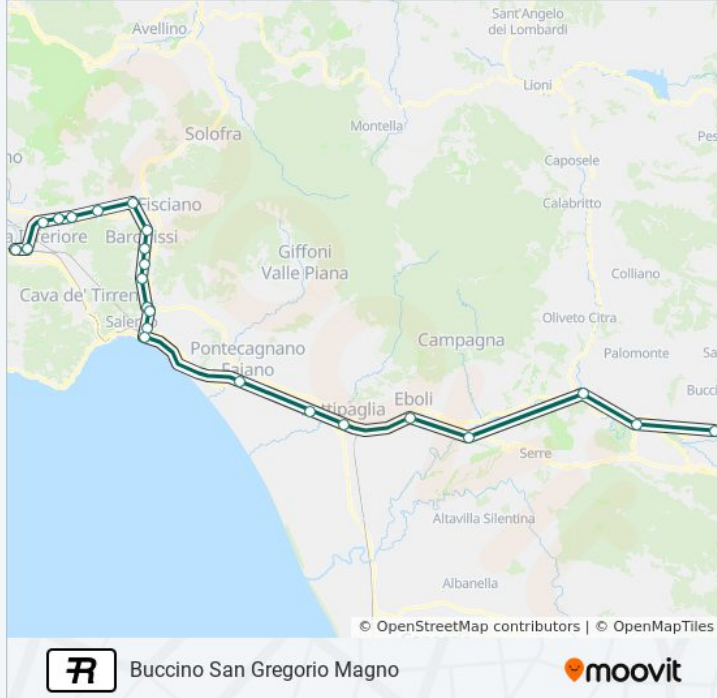 Sant'Angelo
dei Lombardi
Avellino
Lioni
Montella
Solofra
Caposele
Calabritto
Fisciano
Giffoni
Valle Piana
Colliano
Cava de' Tirreni
Oliveto Citra
Salerno
Campagna
Palomonte
Pontecagnano
Faiano
Eboli
Serre
Altavilla Silentina
Albanella
© OpenStreetMap contributors | © OpenMapTiles
R Buccino San Gregorio Magno
moovit